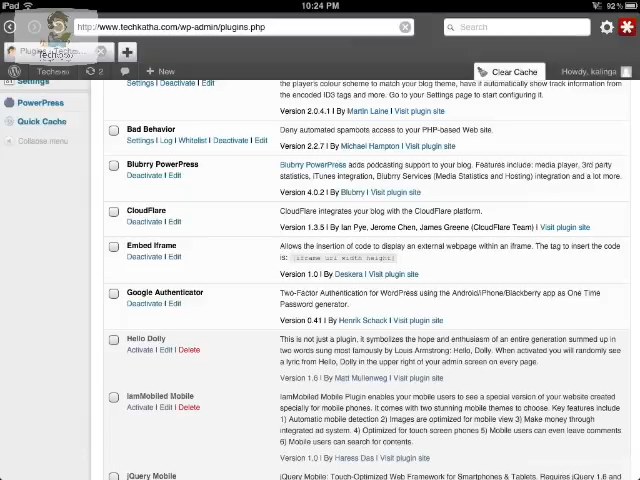 iPad 10:24 PM 92%
http://www.techkatha.com/wp-admin/plugins.php Search
Plugins
2 + New Clear Cache Howdy, kalinga
Settings
PowerPress
Quick Cache
Collapse menu
Settings | Deactivate | Edit
the player's colour scheme to match your blog theme, have it automatically show track information
from the encoded ID3 tags and more. Go to your Settings page to start configuring it.
Version 2.0.4.1 | By Martin Laine | Visit plugin site
Bad Behavior
Settings | Log | Whitelist | Deactivate | Edit
Deny automated spambots access to your PHP-based Web site.
Version 2.2.7 | By Michael Hampton | Visit plugin site
Blubrry PowerPress
Deactivate | Edit
Blubrry PowerPress adds podcasting support to your blog. Features include: media player, 3rd party
statistics, iTunes integration, Blubrry Services (Media Statistics and Hosting) integration and a lot more.
Version 4.0.2 | By Blubrry | Visit plugin site
CloudFlare
Deactivate | Edit
CloudFlare integrates your blog with the CloudFlare platform.
Version 1.3.5 | By Ian Pye, Jerome Chen, James Greene (CloudFlare Team) | Visit plugin site
Embed Iframe
Deactivate | Edit
Allows the insertion of code to display an external webpage within an iframe. The tag to insert the code
is: [iframe url width height]
Version 1.0 | By Deskera | Visit plugin site
Google Authenticator
Deactivate | Edit
Two-Factor Authentication for WordPress using the Android/iPhone/Blackberry app as One Time
Password generator.
Version 0.41 | By Henrik Schack | Visit plugin site
Hello Dolly
Activate | Edit | Delete
This is not just a plugin, it symbolizes the hope and enthusiasm of an entire generation summed up in
two words sung most famously by Louis Armstrong: Hello, Dolly. When activated you will randomly see
a lyric from Hello, Dolly in the upper right of your admin screen on every page.
Version 1.6 | By Matt Mullenweg | Visit plugin site
IamMobiled Mobile
Activate | Edit | Delete
IamMobiled Mobile Plugin enables your mobile users to see a special version of your website created
specially for mobile phones. it comes with two stunning mobile themes to choose. Key features include
1) Automatic mobile detection 2) Images are optimized for mobile view 3) Make money through
integrated ad system. 4) Optimized for touch screen phones 5) Mobile users can even leave comments
6) Mobile users can search for contents.
Version 1.0 | By Haress Das | Visit plugin site
jQuery Mobile
jQuery Mobile: Touch-Optimized Web Framework for Smartphones & Tablets. Requires jQuery 1.6 and